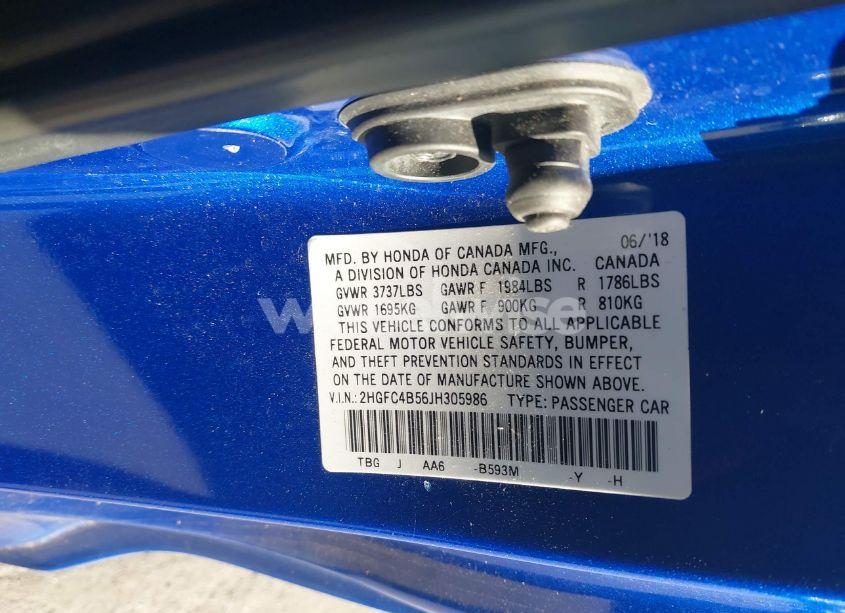 06/'18
MFD. BY HONDA OF CANADA MFG.,
A DIVISION OF HONDA CANADA INC. CANADA
GVWR 3737LBS GAWR F 1984LBS R 1786LBS
GVWR 1695KG GAWR F 900KG R 810KG
THIS VEHICLE CONFORMS TO ALL APPLICABLE
FEDERAL MOTOR VEHICLE SAFETY, BUMPER,
AND THEFT PREVENTION STANDARDS IN EFFECT
ON THE DATE OF MANUFACTURE SHOWN ABOVE.
V.I.N.: 2HGFC4B56JH305986 TYPE: PASSENGER CAR
TBG J AA6 -B593M -Y -H